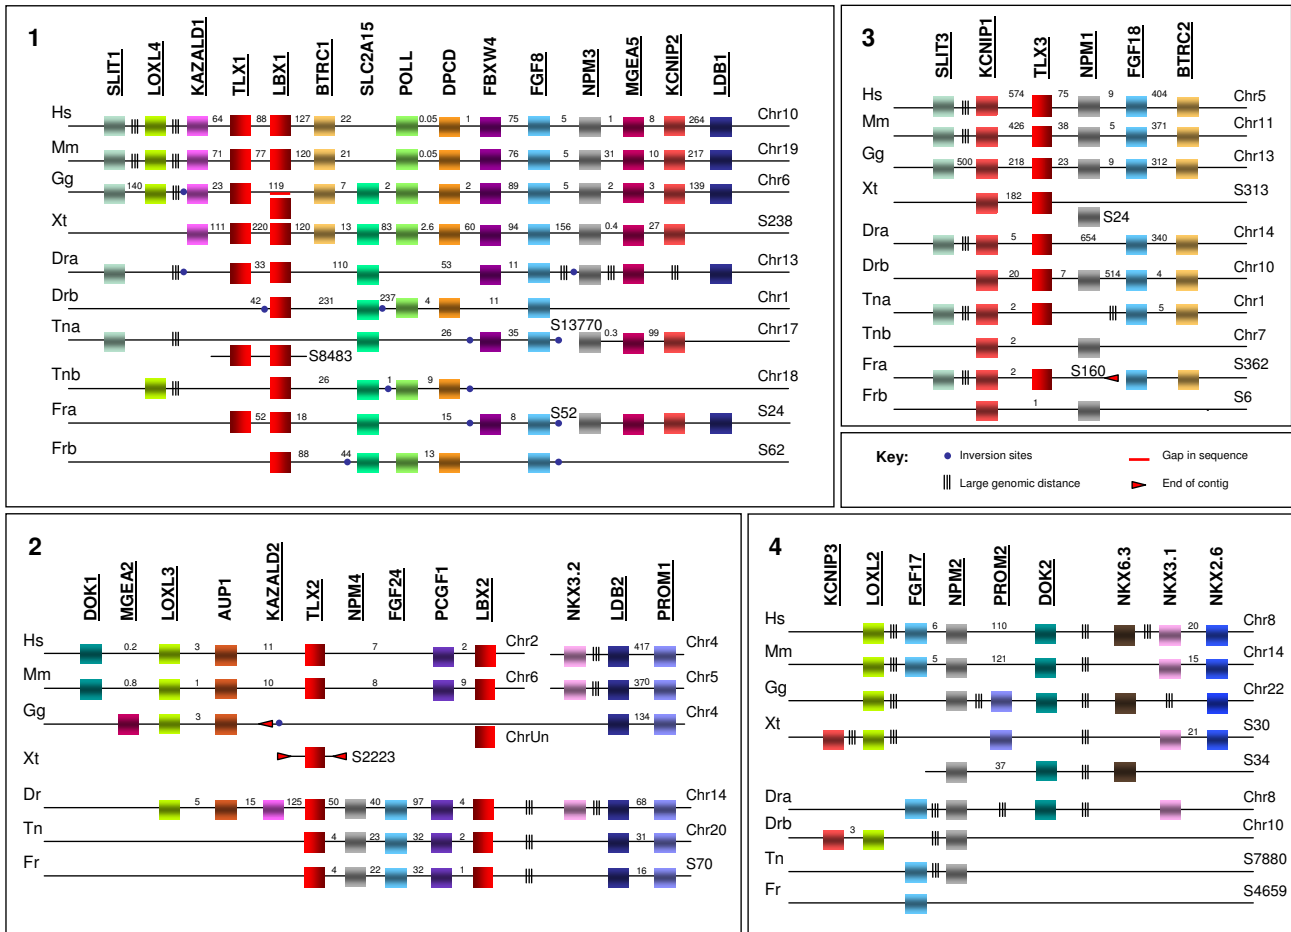 1
SLIT1 LOXL4 KAZALD1 TLX1 LBX1 BTRC1 SLC2A15 POLL DPCD FBXW4 FGF8 NPM3 MGEA5 KCNIP2 LDB1
Hs 64 88 127 22 0.05 1 75 5 1 8 264 Chr10
Mm 71 77 120 21 0.05 76 5 31 10 217 Chr19
Gg 140 23 119 7 2 2 89 5 2 3 139 Chr6
Xt 111 220 120 13 83 2.6 60 94 156 0.4 27 S238
Dra 33 110 53 11 Chr13
Drb 42 231 237 4 11 Chr1
Tna 26 35 S13770 0.3 99 Chr17
S8483
Tnb 26 1 9 Chr18
Fra 52 18 15 8 S52 S24
Frb 88 44 13 S62
3
SLIT3 KCNIP1 TLX3 NPM1 FGF18 BTRC2
Hs 574 75 9 404 Chr5
Mm 426 38 5 371 Chr11
Gg 500 218 23 9 312 Chr13
Xt 182 S313
S24
Dra 5 654 340 Chr14
Drb 20 7 514 4 Chr10
Tna 2 5 Chr1
Tnb 2 Chr7
Fra 2 S160 S362
Frb 1 S6
Key: Inversion sites Gap in sequence
Large genomic distance End of contig
2
DOK1 MGEA2 LOXL3 AUP1 KAZALD2 TLX2 NPM4 FGF24 PCGF1 LBX2 NKX3.2 LDB2 PROM1
Hs 0.2 3 11 7 2 Chr2 417 Chr4
Mm 0.8 1 10 8 9 Chr6 370 Chr5
Gg 3 134 Chr4
ChrUn
Xt S2223
Dr 5 15 125 50 40 97 4 68 Chr14
Tn 4 23 32 2 31 Chr20
Fr 4 22 32 1 16 S70
4
KCNIP3 LOXL2 FGF17 NPM2 PROM2 DOK2 NKX6.3 NKX3.1 NKX2.6
Hs 6 110 20 Chr8
Mm 5 121 15 Chr14
Gg Chr22
Xt 21 S30
37 S34
Dra Chr8
Drb 3 Chr10
Tn S7880
Fr S4659